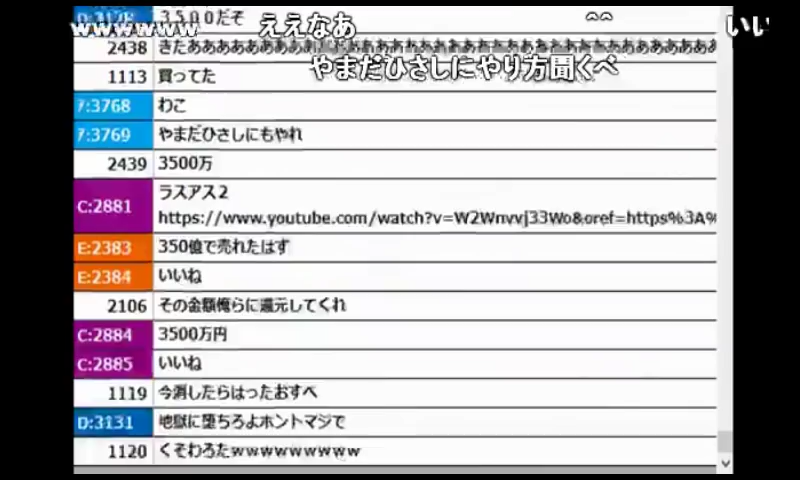 wwwwww
ええなあ
^^
いい
D:3128 3500だぞ
2438 きたあああああああああああああああああああああああああああああああああああああ
やまだひさしにやり方聞くべ
1113 買ってた
7:3768 わこ
7:3769 やまだひさしにもやれ
2439 3500万
C:2881 ラスアス2
https://www.youtube.com/watch?v=W2Wnvvj33Wo&oref=https%3A%
E:2383 350億で売れたはず
E:2384 いいね
2106 その金額俺らに還元してくれ
C:2884 3500万円
C:2885 いいね
1119 今消したらはったおすべ
D:3131 地獄に堕ちろよホントマジで
1120 くそわろたwwwwwwwww